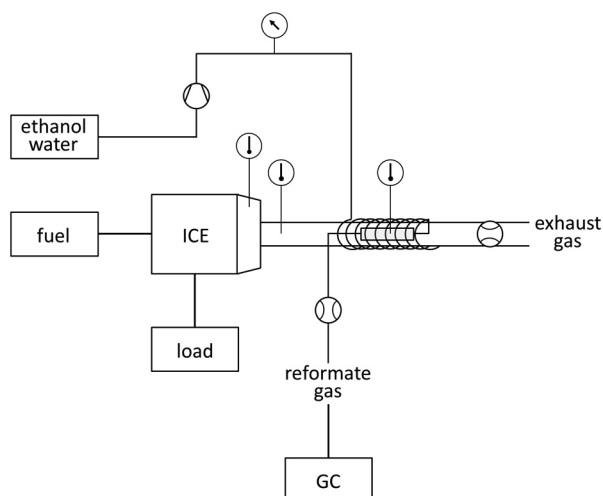 ethanol
water
fuel
ICE
exhaust
gas
load
reformate
gas
GC